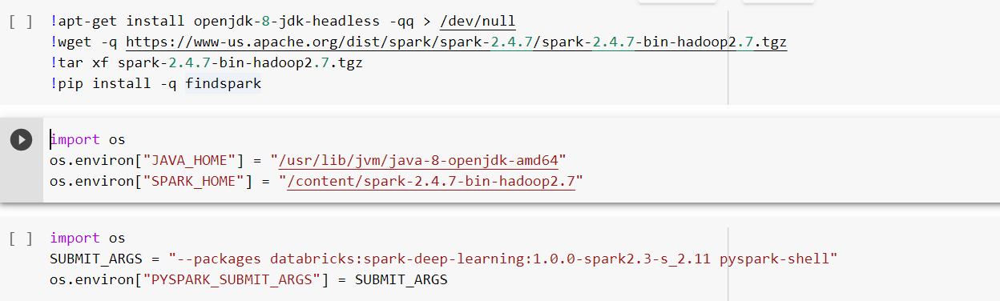 [ ] !apt-get install openjdk-8-jdk-headless -qq > /dev/null
!wget -q https://www-us.apache.org/dist/spark/spark-2.4.7/spark-2.4.7-bin-hadoop2.7.tgz
!tar xf spark-2.4.7-bin-hadoop2.7.tgz
!pip install -q findspark
import os
os.environ["JAVA_HOME"] = "/usr/lib/jvm/java-8-openjdk-amd64"
os.environ["SPARK_HOME"] = "/content/spark-2.4.7-bin-hadoop2.7"
[ ] import os
SUBMIT_ARGS = "--packages databricks:spark-deep-learning:1.0.0-spark2.3-s_2.11 pyspark-shell"
os.environ["PYSPARK_SUBMIT_ARGS"] = SUBMIT_ARGS